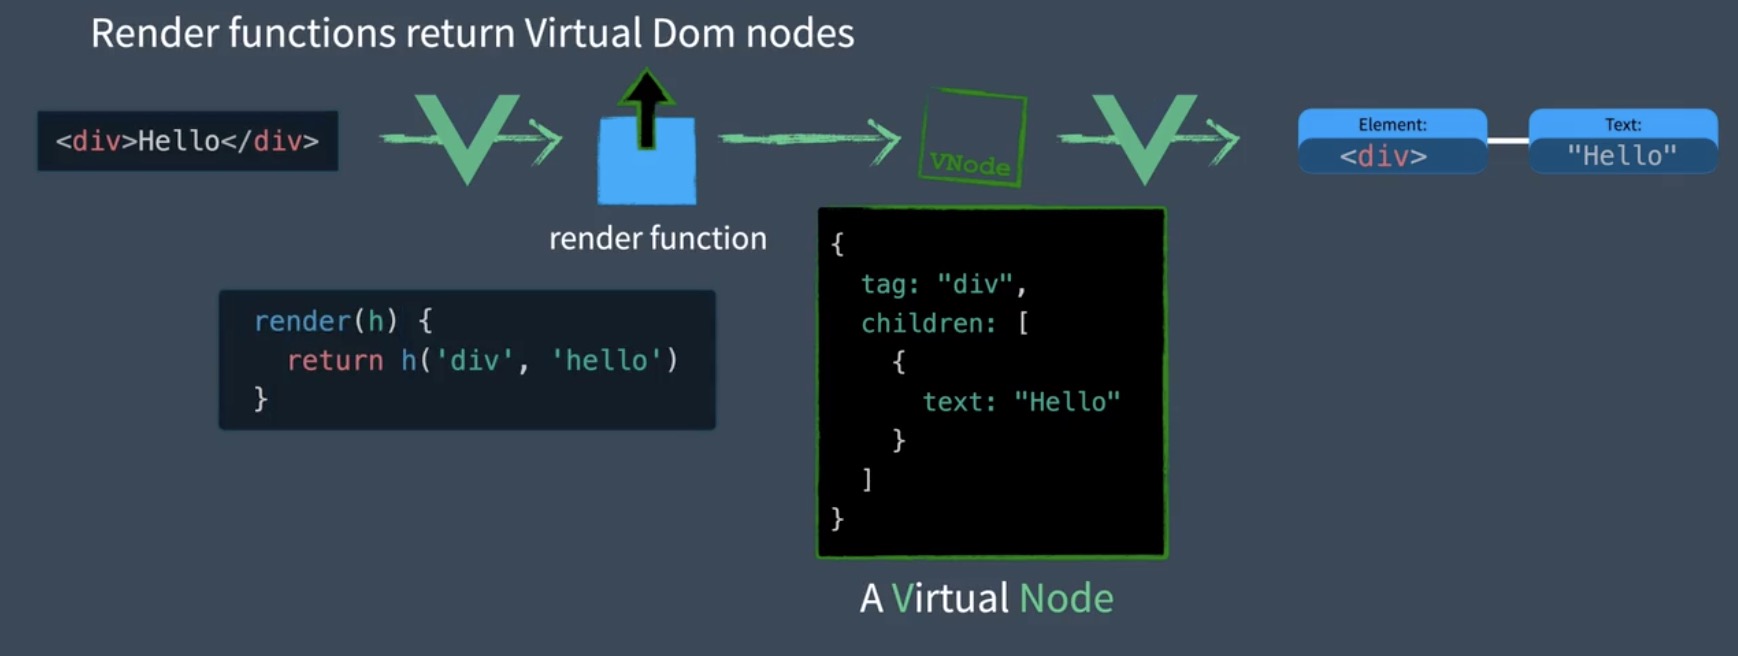 Render functions return Virtual Dom nodes
<div>Hello</div>
render function
VNode
Element:
<div>
Text:
"Hello"
render(h) {
return h('div', 'hello')
}
{
tag: "div",
children: [
{
text: "Hello"
}
]
}
A Virtual Node